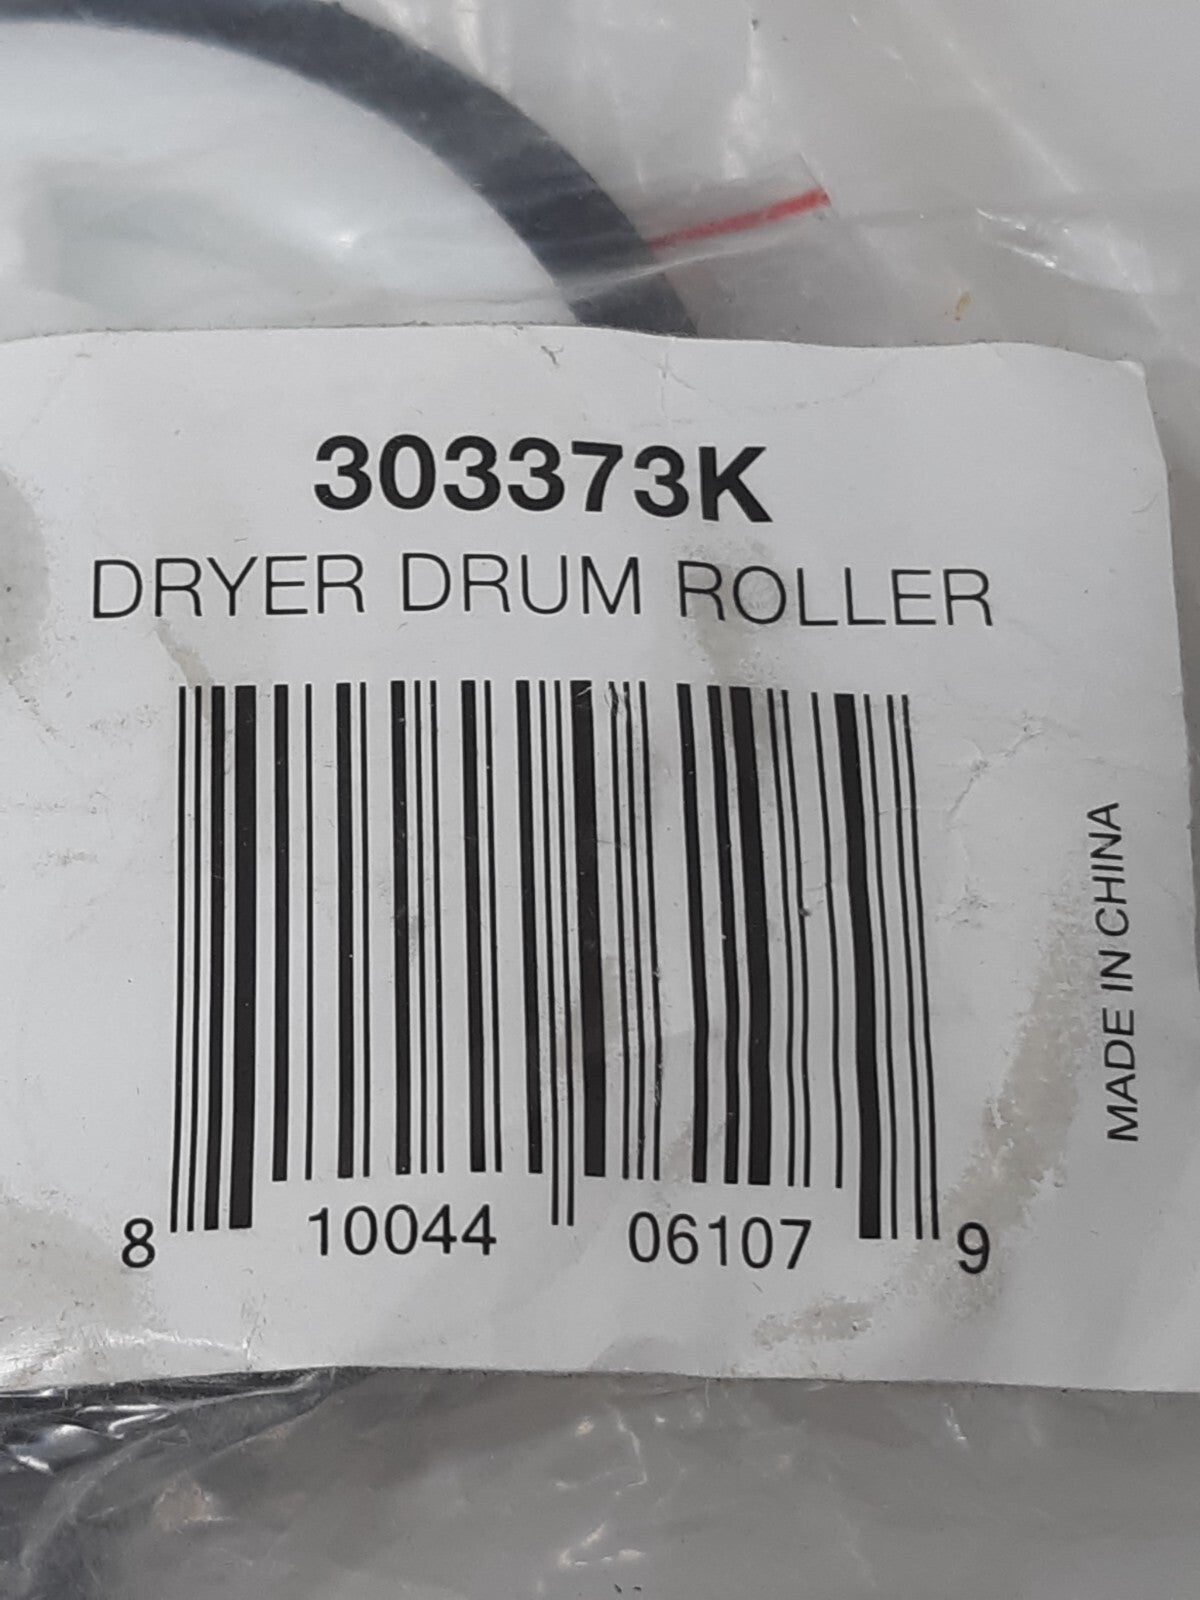 303373K
DRYER DRUM ROLLER
8 10044 06107 9
MADE IN CHINA